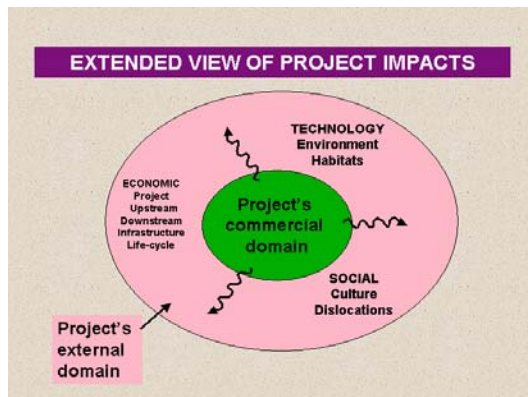 EXTENDED VIEW OF PROJECT IMPACTS
TECHNOLOGY
Environment
Habitats
ECONOMIC
Project
Upstream
Downstream
Infrastructure
Life-cycle
Project's
commercial
domain
SOCIAL
Culture
Dislocations
Project's
external
domain